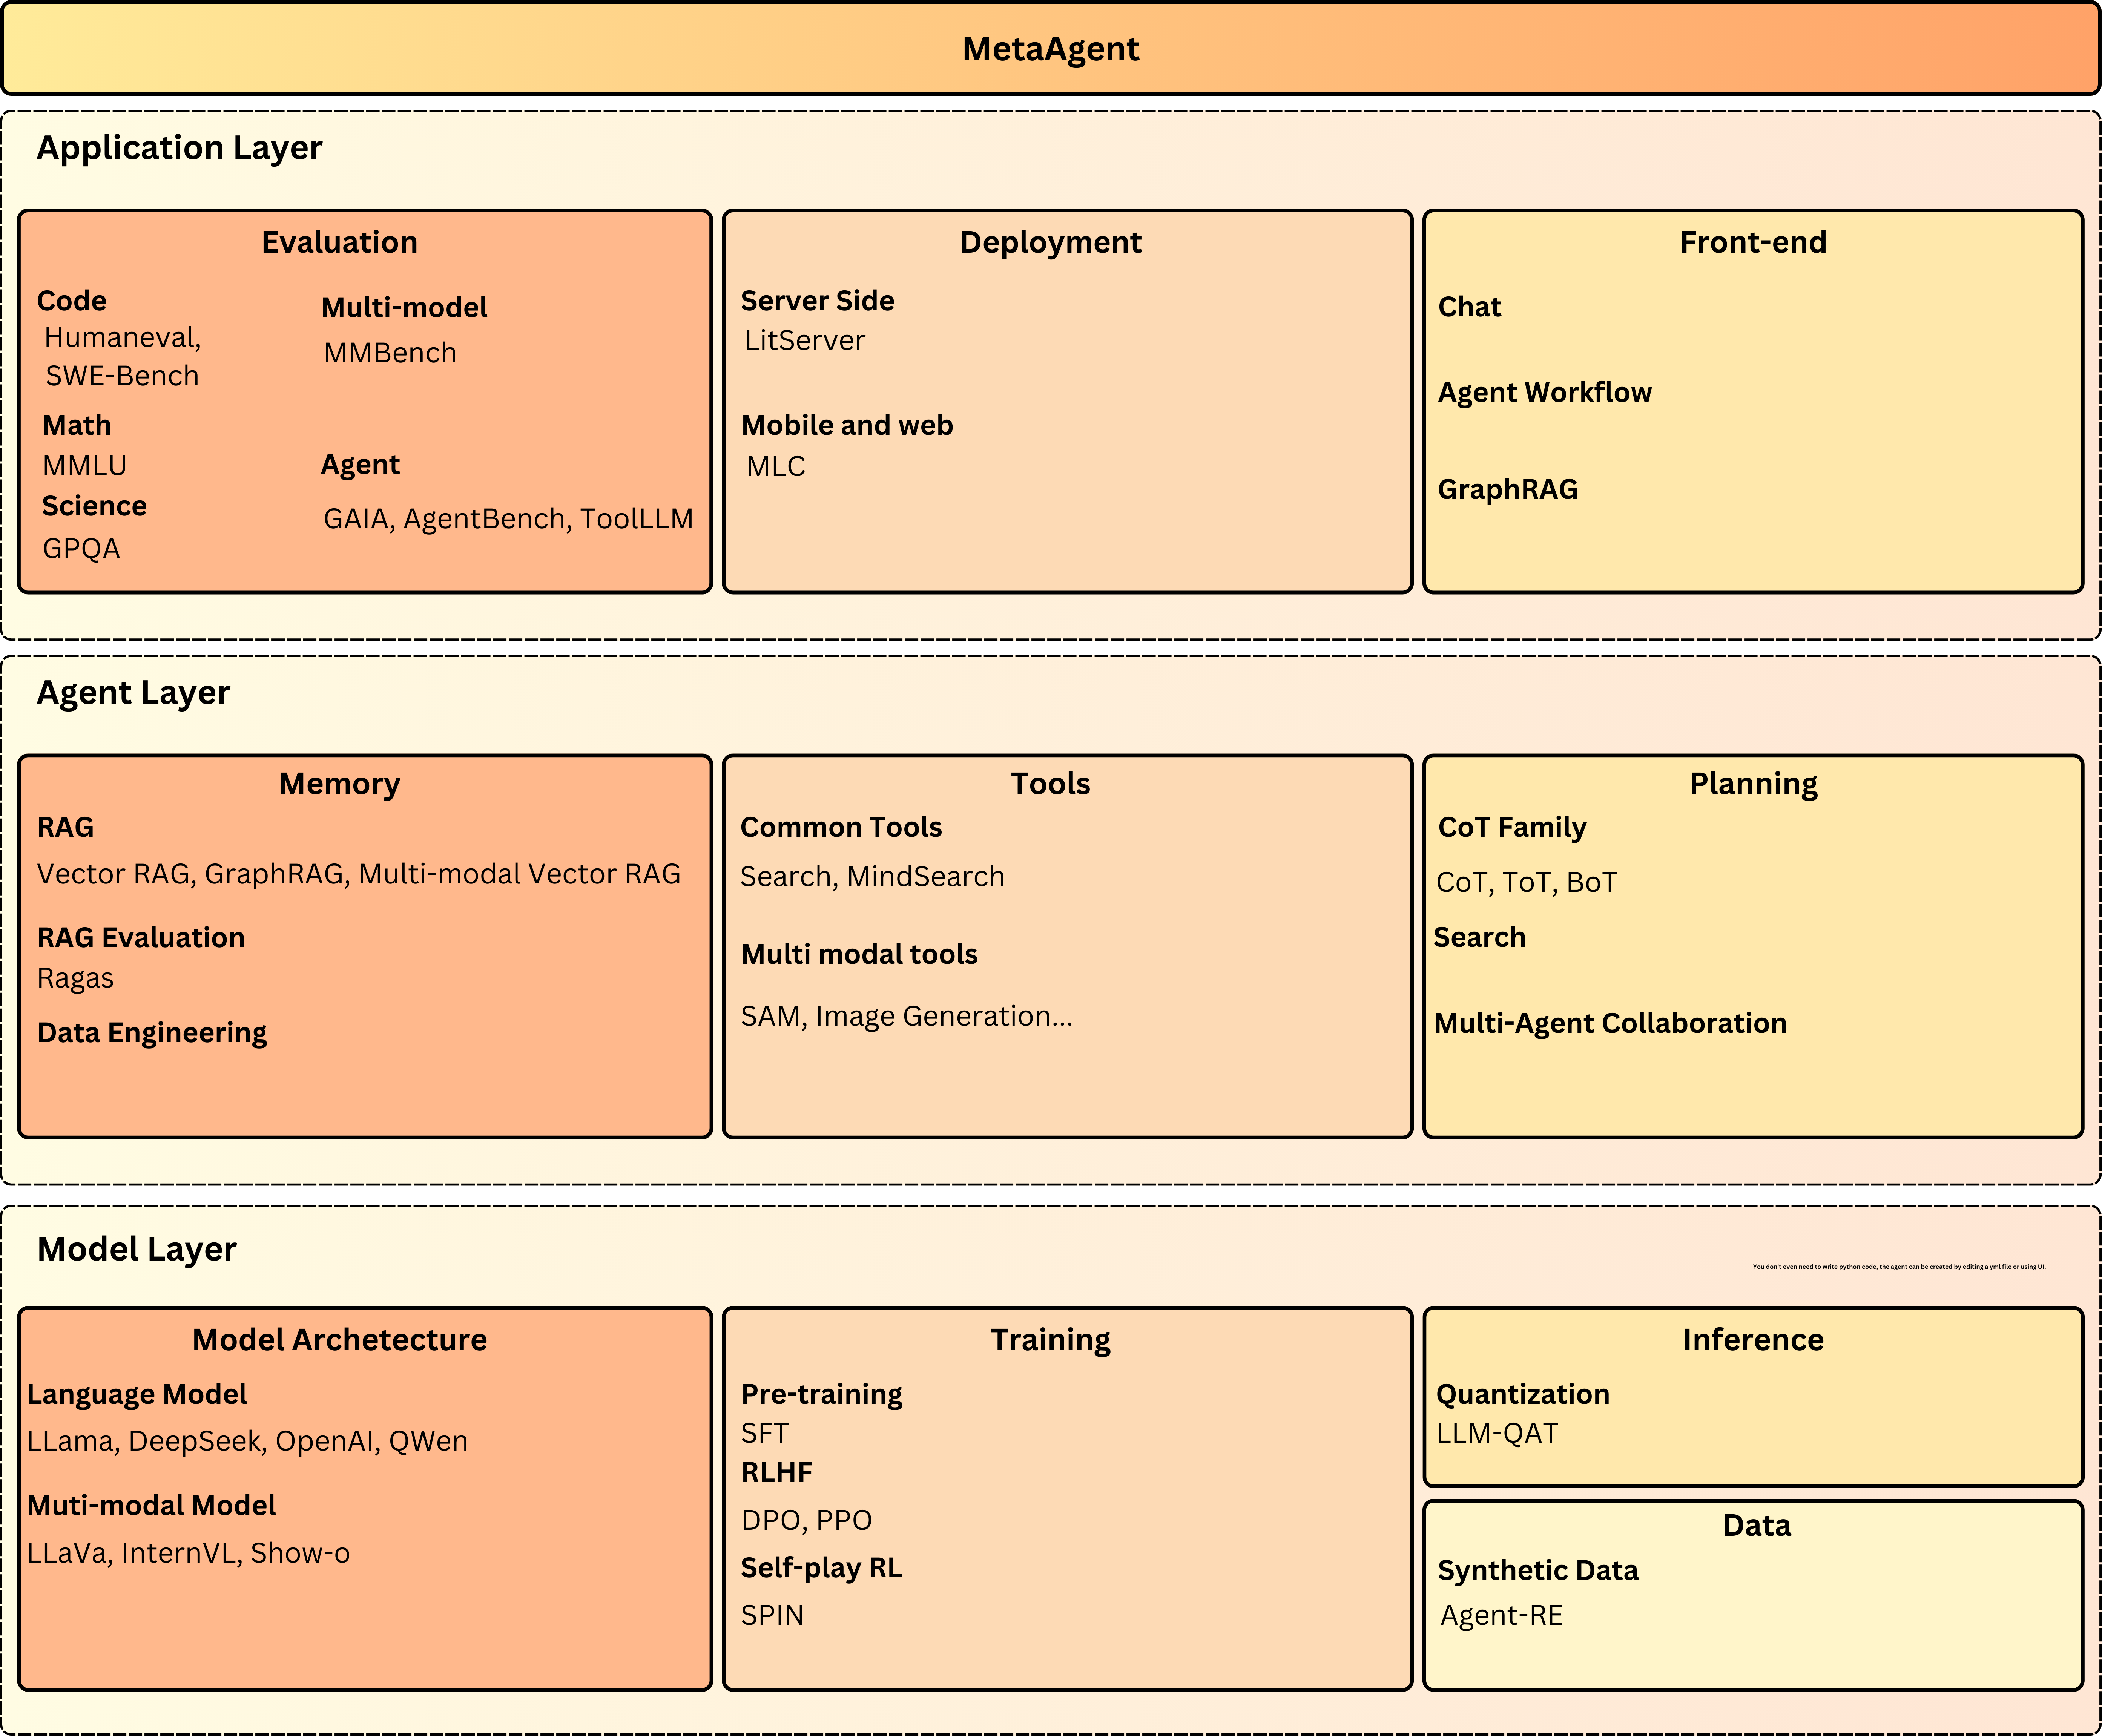 MetaAgent
Application Layer
Evaluation
Code
Humaneval,
SWE-Bench
Math
MMLU
Science
GPQA
Multi-model
MMBench
Agent
GAIA, AgentBench, ToolLLM
Deployment
Server Side
LitServer
Mobile and web
MLC
Front-end
Chat
Agent Workflow
GraphRAG
Agent Layer
Memory
RAG
Vector RAG, GraphRAG, Multi-modal Vector RAG
RAG Evaluation
Ragas
Data Engineering
Tools
Common Tools
Search, MindSearch
Multi modal tools
SAM, Image Generation...
Planning
CoT Family
CoT, ToT, BoT
Search
Multi-Agent Collaboration
Model Layer
You don't even need to write python code, the agent can be created by editing a yml file or using UI.
Model Archetecture
Language Model
LLama, DeepSeek, OpenAI, QWen
Muti-modal Model
LLaVa, InternVL, Show-o
Training
Pre-training
SFT
RLHF
DPO, PPO
Self-play RL
SPIN
Inference
Quantization
LLM-QAT
Data
Synthetic Data
Agent-RE